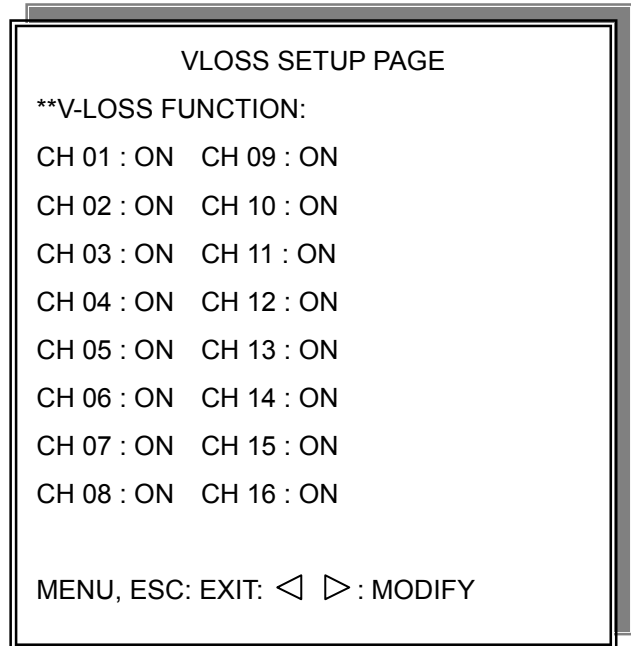 VLOSS SETUP PAGE
**V-LOSS FUNCTION:
CH 01 : ON CH 09 : ON
CH 02 : ON CH 10 : ON
CH 03 : ON CH 11 : ON
CH 04 : ON CH 12 : ON
CH 05 : ON CH 13 : ON
CH 06 : ON CH 14 : ON
CH 07 : ON CH 15 : ON
CH 08 : ON CH 16 : ON
MENU, ESC: EXIT: ◁ ▷ : MODIFY